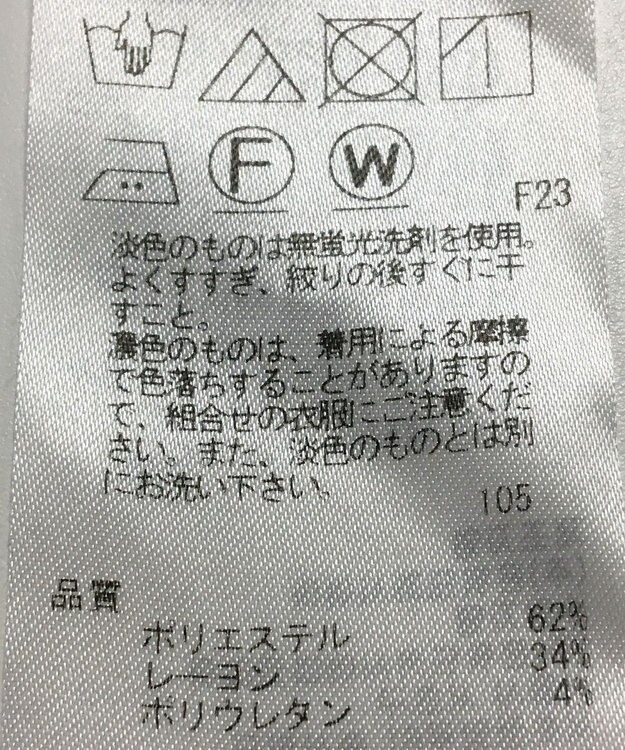 F W
F23
淡色のものは無蛍光洗剤を使用。
よくすすぎ、絞りの後すぐに干
すこと。
濃色のものは、着用による摩擦
で色落ちすることがありますの
で、組合せの衣服にご注意くだ
さい。また、淡色のものとは別
にお洗い下さい。
105
品質
ポリエステル 62%
レーヨン 34%
ポリウレタン 4%